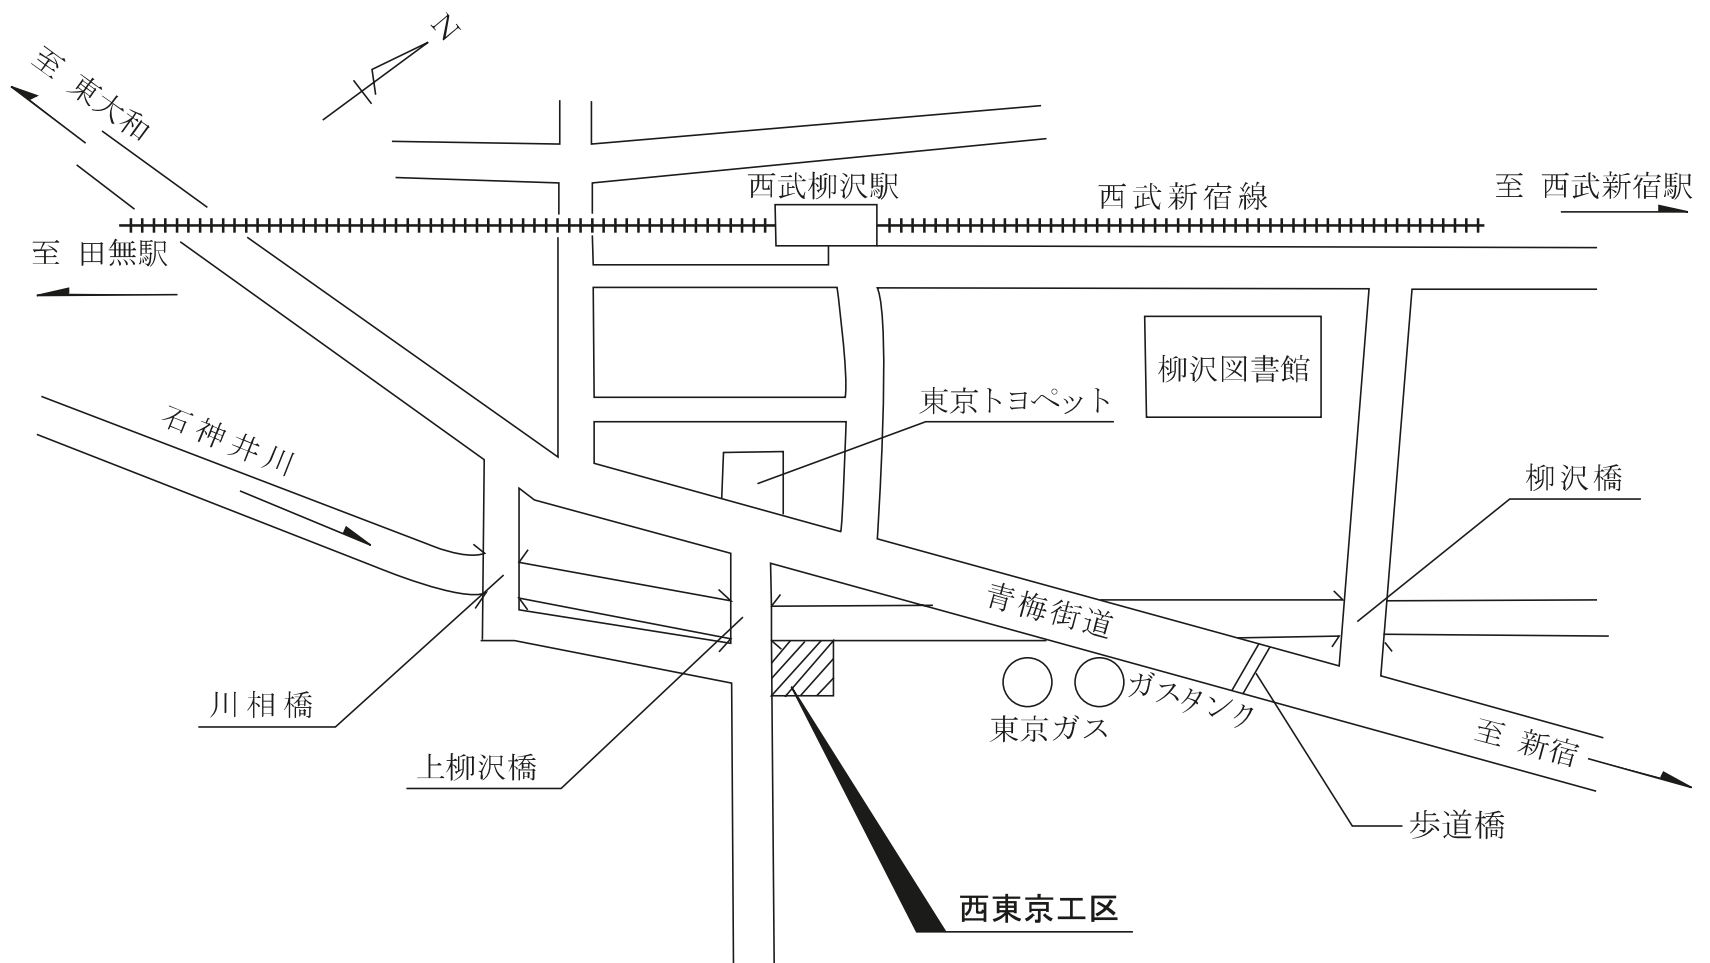 N
至 東大和
西武柳沢駅
西武新宿線
至 西武新宿駅
至 田無駅
柳沢図書館
東京トヨペット
石神井川
柳沢橋
青梅街道
ガスタンク
東京ガス
川相橋
至 新宿
上柳沢橋
歩道橋
西東京工区